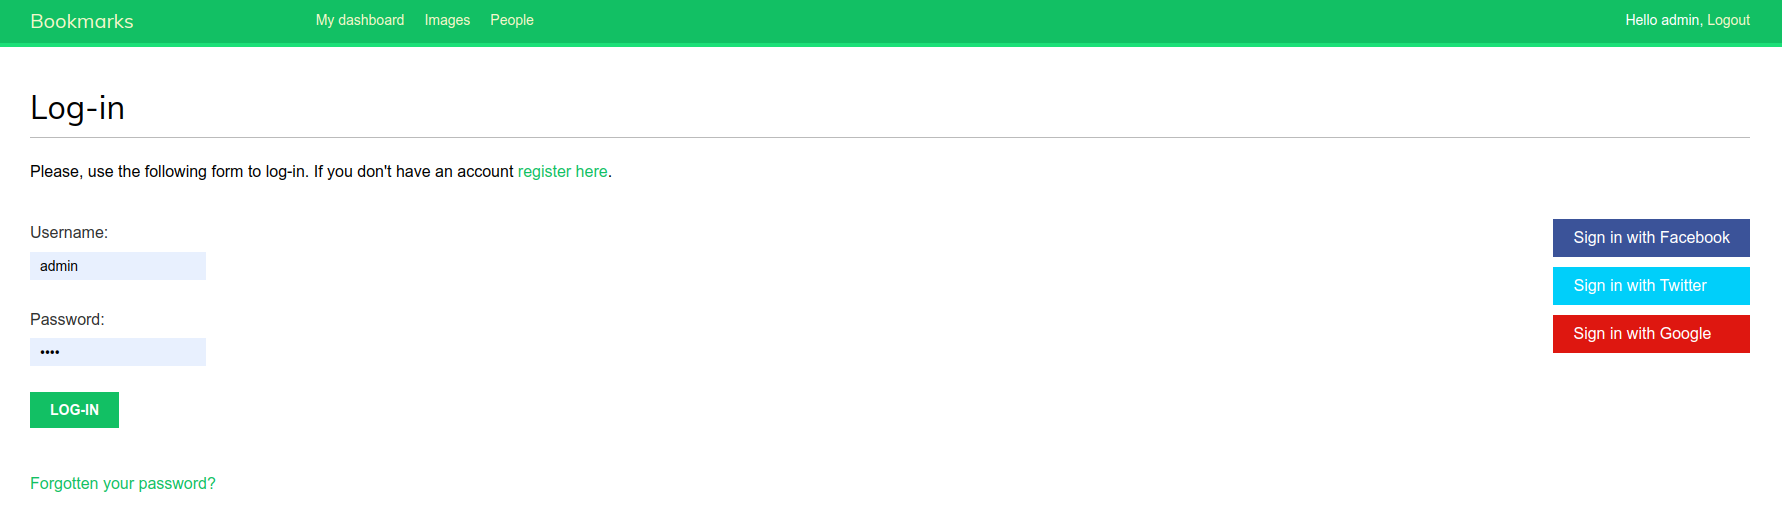 Bookmarks
My dashboard Images People
Hello admin, Logout
Log-in
Please, use the following form to log-in. If you don't have an account register here.
Username:
admin
Password:
••••
LOG-IN
Forgotten your password?
Sign in with Facebook
Sign in with Twitter
Sign in with Google